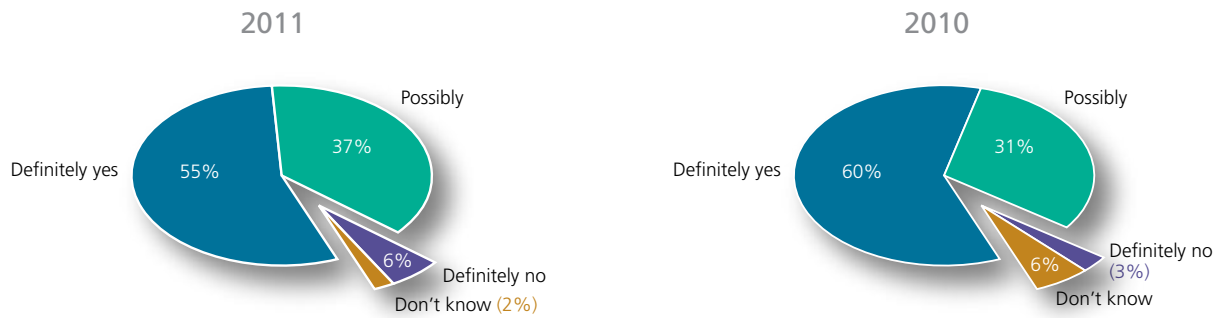 2011
Possibly
37%
Definitely yes
55%
6%
Definitely no
Don't know (2%)
2010
Possibly
31%
Definitely yes
60%
Definitely no
(3%)
6%
Don't know